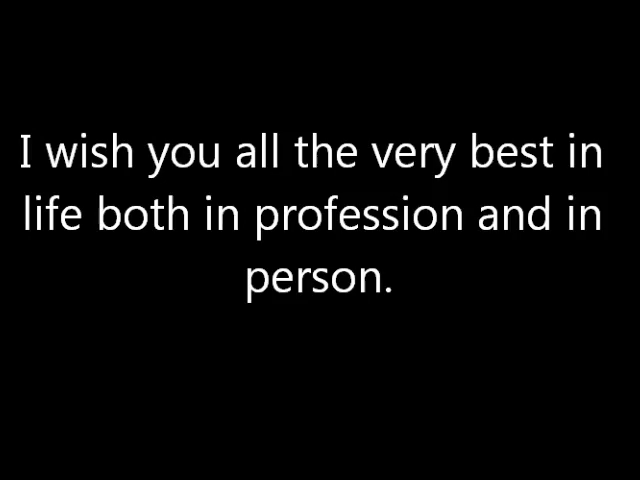 I wish you all the very best in
life both in profession and in
person.